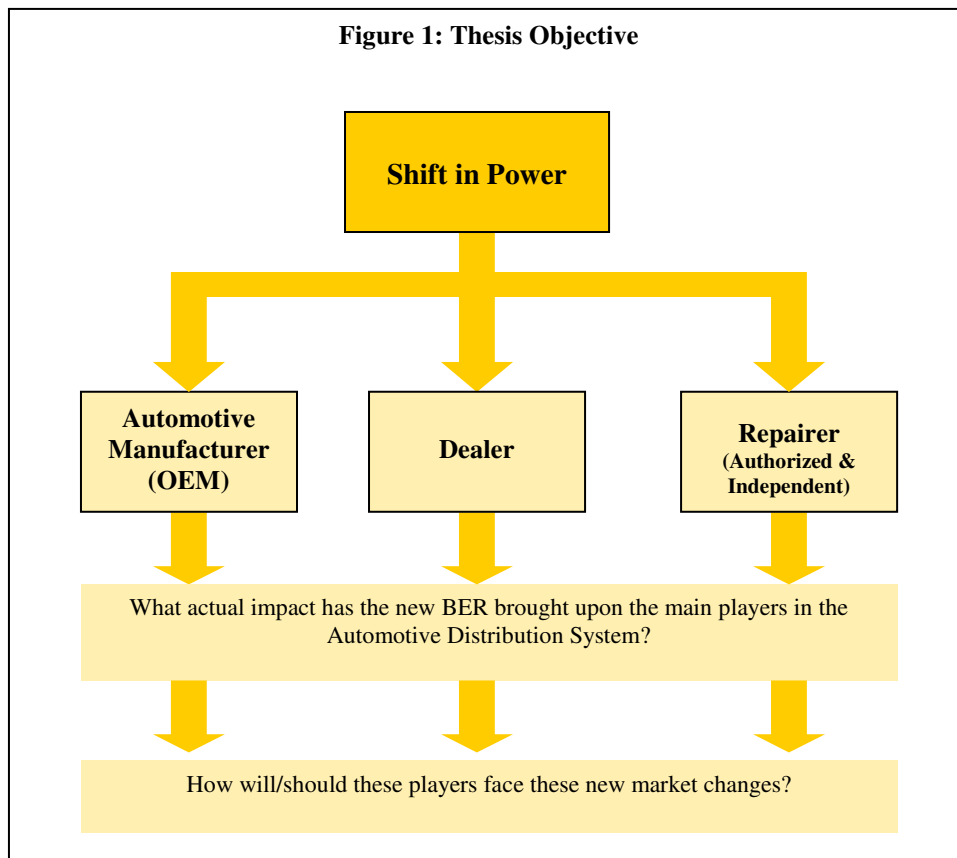 Figure 1: Thesis Objective
Shift in Power
Automotive
Manufacturer
(OEM)
Dealer
Repairer
(Authorized &
Independent)
What actual impact has the new BER brought upon the main players in the
Automotive Distribution System?
How will/should these players face these new market changes?